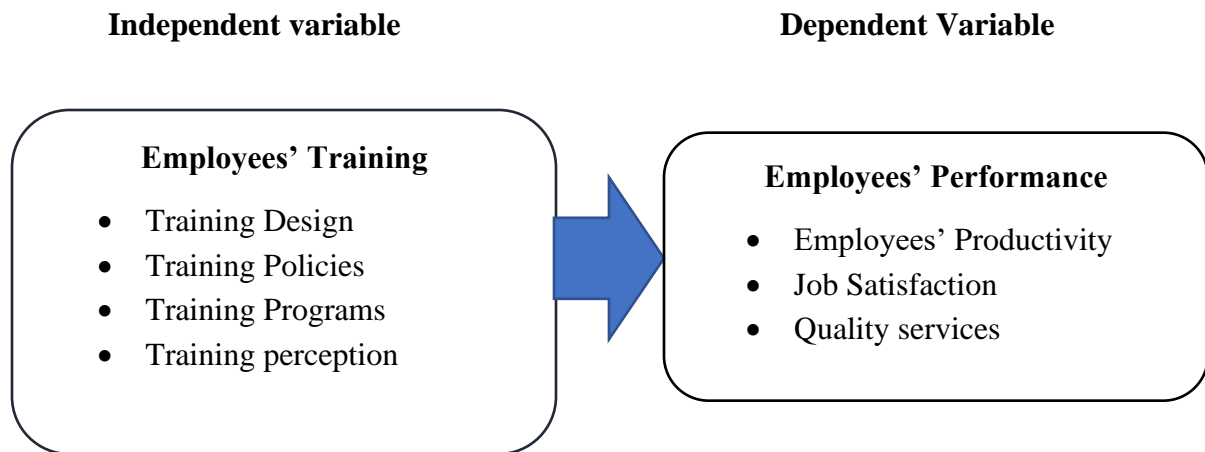 Independent variable
Dependent Variable
Employees’ Training
• Training Design
• Training Policies
• Training Programs
• Training perception
Employees’ Performance
• Employees’ Productivity
• Job Satisfaction
• Quality services